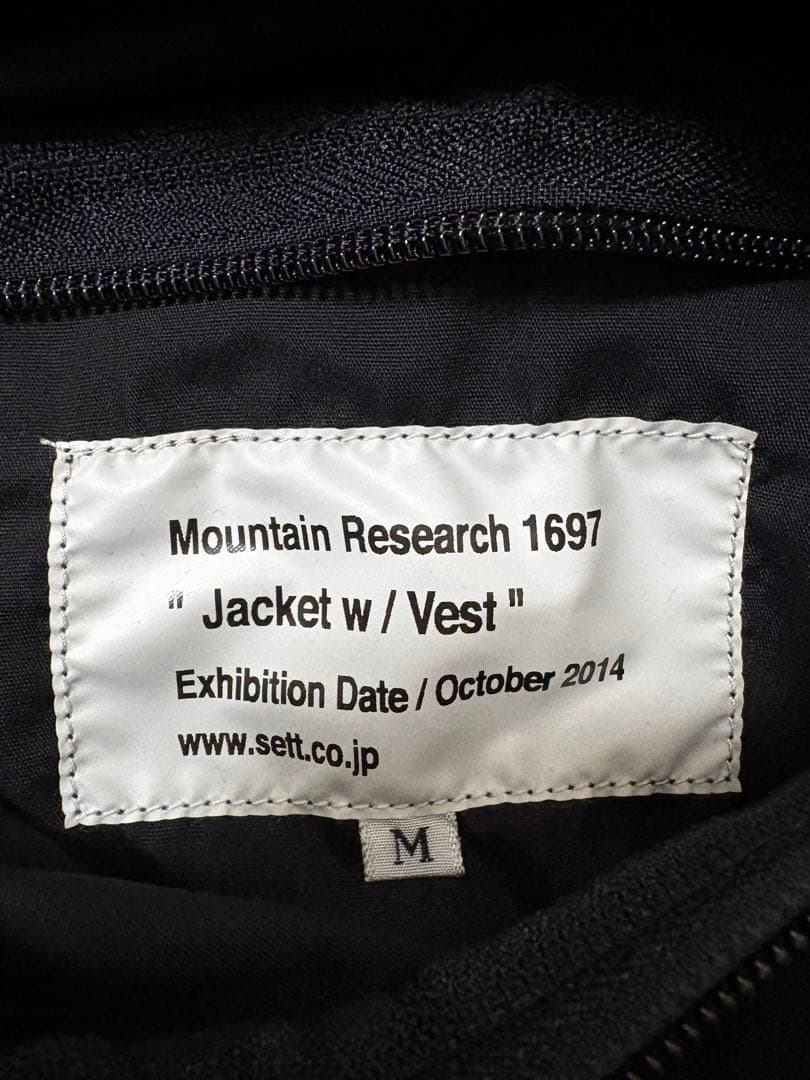 Mountain Research 1697
" Jacket w / Vest "
Exhibition Date / October 2014
www.sett.co.jp
M